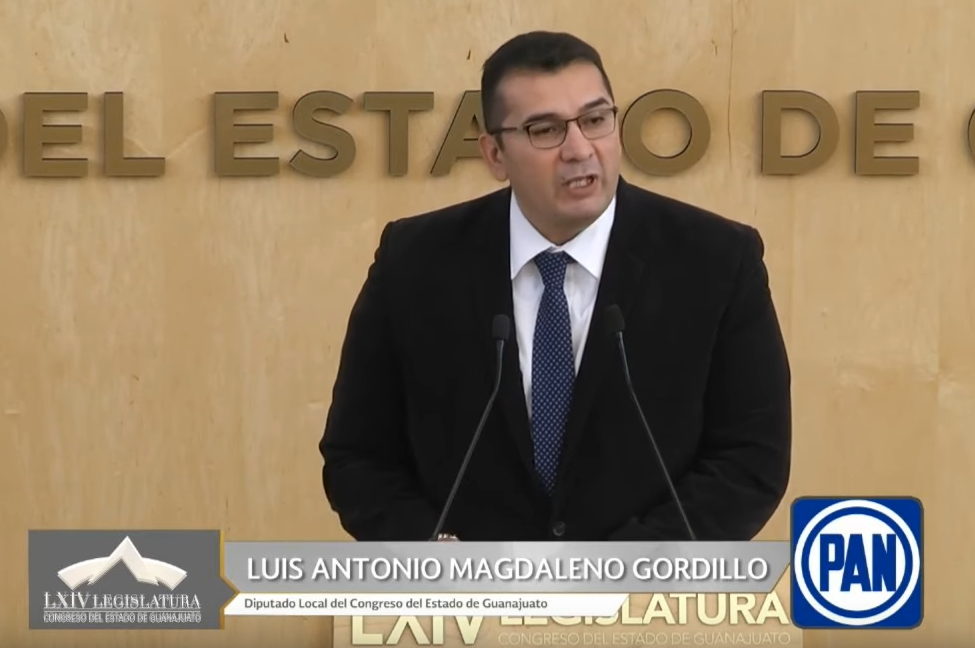 DEL ESTADO DE
LUIS ANTONIO MAGDALENO GORDILLO
Diputado Local del Congreso del Estado de Guanajuato
PAN
LXIV LEGISLATURA
CONGRESO DEL ESTADO DE GUANAJUATO
LXIV LEGISLATURA
CONGRESO DEL ESTADO DE GUANAJUATO